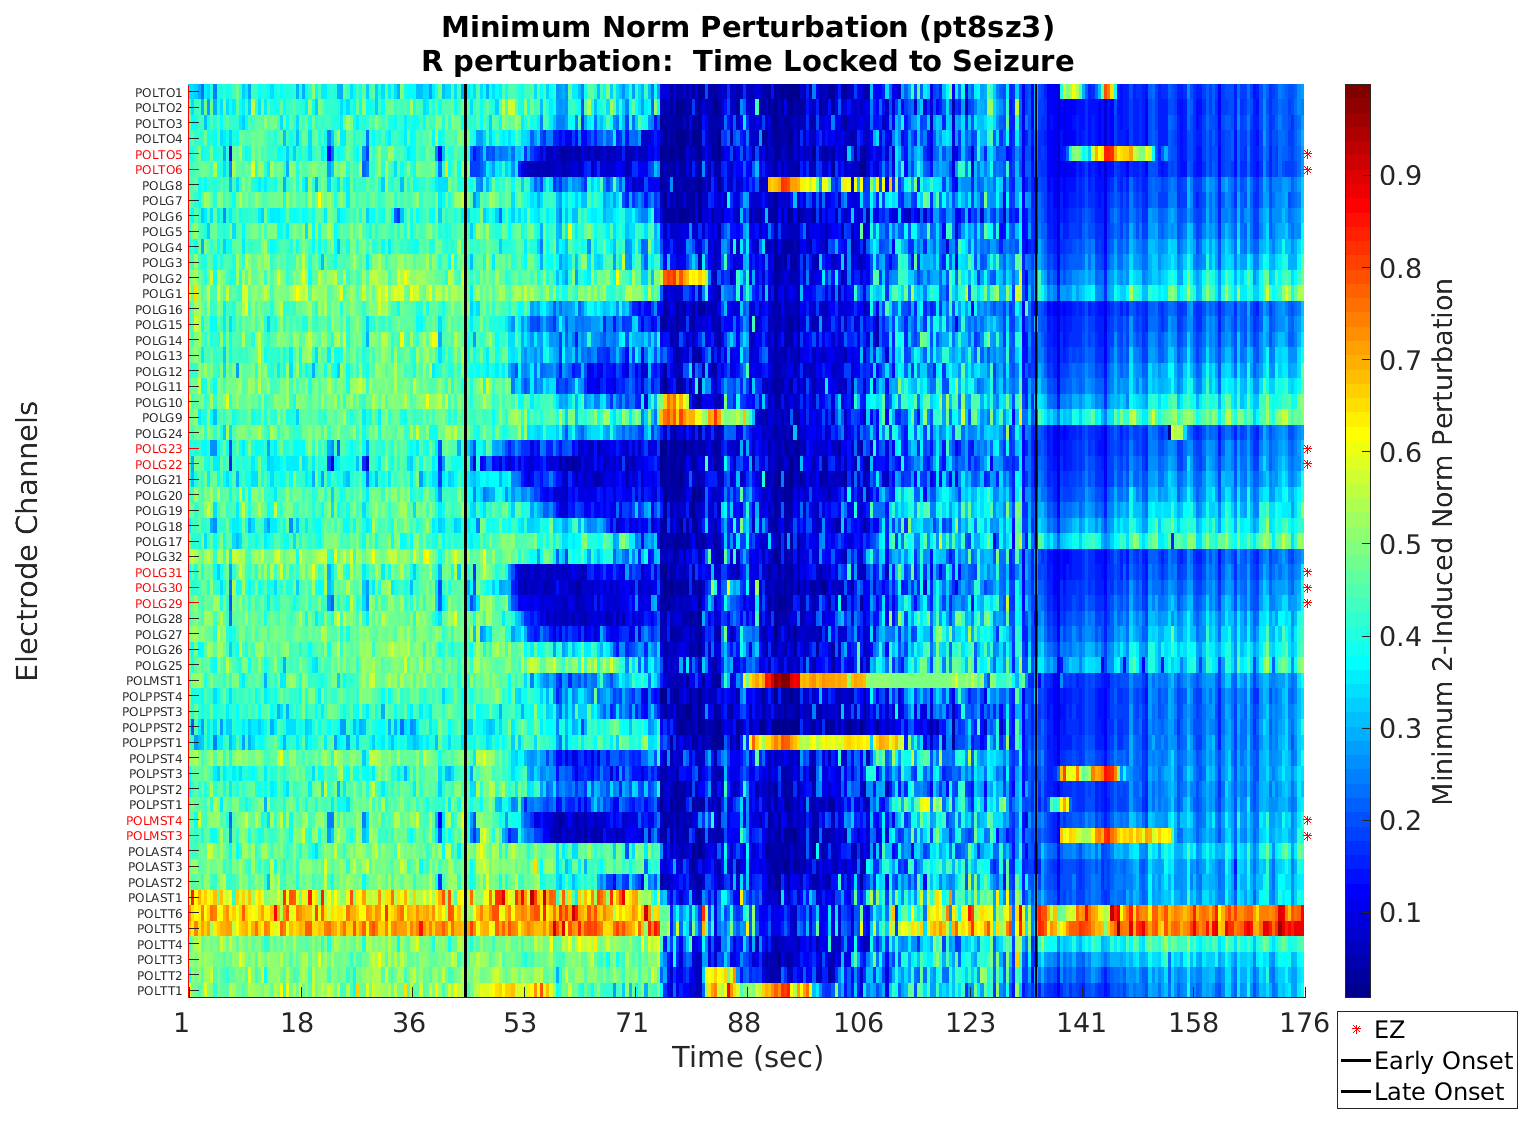 Minimum Norm Perturbation (pt8sz3)
R perturbation:  Time Locked to Seizure
Electrode Channels
POLTO1
POLTO2
POLTO3
POLTO4
POLTO5
POLTO6
POLG8
POLG7
POLG6
POLG5
POLG4
POLG3
POLG2
POLG1
POLG16
POLG15
POLG14
POLG13
POLG12
POLG11
POLG10
POLG9
POLG24
POLG23
POLG22
POLG21
POLG20
POLG19
POLG18
POLG17
POLG32
POLG31
POLG30
POLG29
POLG28
POLG27
POLG26
POLG25
POLMST1
POLPPST4
POLPPST3
POLPPST2
POLPPST1
POLPST4
POLPST3
POLPST2
POLPST1
POLMST4
POLMST3
POLAST4
POLAST3
POLAST2
POLAST1
POLTT6
POLTT5
POLTT4
POLTT3
POLTT2
POLTT1
1 18 36 53 71 88 106 123 141 158 176
Time (sec)
0.9
0.8
0.7
0.6
0.5
0.4
0.3
0.2
0.1
Minimum 2-Induced Norm Perturbation
EZ
Early Onset
Late Onset